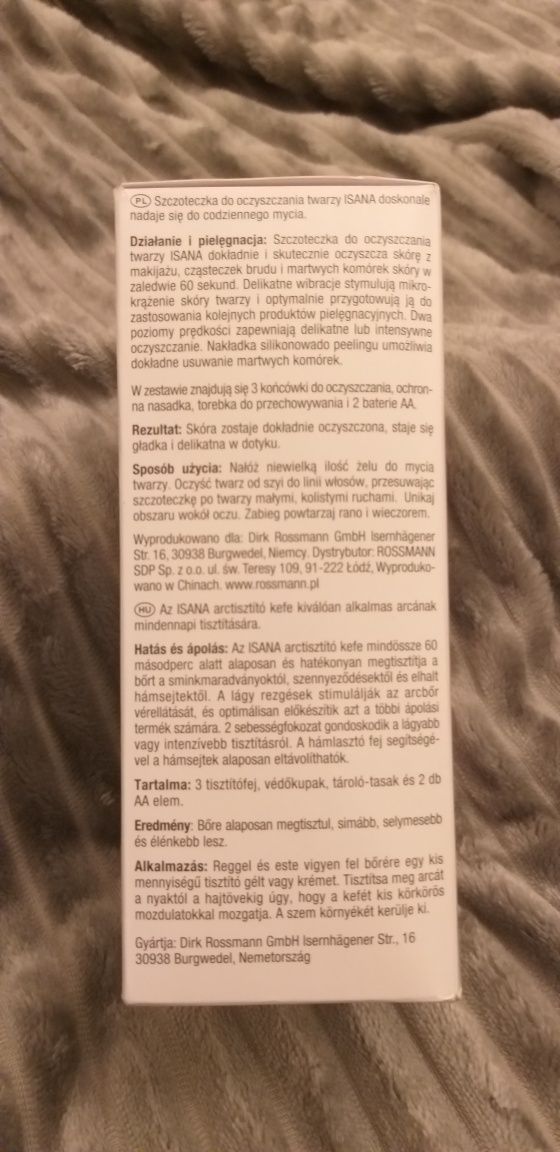 PL Szczoteczka do oczyszczania twarzy ISANA doskonale
nadaje się do codziennego mycia.
Działanie i pielęgnacja: Szczoteczka do oczyszczania
twarzy ISANA dokładnie i skutecznie oczyszcza skórę z
makijażu, cząsteczek brudu i martwych komórek skóry w
zaledwie 60 sekund. Delikatne wibracje stymulują mikro-
krążenie skóry twarzy i optymalnie przygotowują ją do
zastosowania kolejnych produktów pielęgnacyjnych. Dwa
poziomy prędkości zapewniają delikatne lub intensywne
oczyszczanie. Nakładka silikonowado peelingu umożliwia
dokładne usuwanie martwych komórek.
W zestawie znajdują się 3 końcówki do oczyszczania, ochron-
na nasadka, torebka do przechowywania i 2 baterie AA.
Rezultat: Skóra zostaje dokładnie oczyszczona, staje się
gładka i delikatna w dotyku.
Sposób użycia: Nałóż niewielką ilość żelu do mycia
twarzy. Oczyść twarz od szyi do linii włosów, przesuwając
szczoteczkę po twarzy małymi, kolistymi ruchami. Unikaj
obszaru wokół oczu. Zabieg powtarzaj rano i wieczorem.
Wyprodukowano dla: Dirk Rossmann GmbH Isernhägener
Str. 16, 30938 Burgwedel, Niemcy. Dystrybutor: ROSSMANN
SDP Sp. z o.o. ul. św. Teresy 109, 91-222 Łódź, Wyproduko-
wano w Chinach. www.rossmann.pl
HU Az ISANA arctisztító kefe kiválóan alkalmas arcának
mindennapi tisztítására.
Hatás és ápolás: Az ISANA arctisztító kefe mindössze 60
másodperc alatt alaposan és hatékonyan megtisztítja a
bőrt a sminkmaradványoktól, szennyeződésektől és elhalt
hámsejtektől. A lágy rezgések stimulálják az arcbőr
vérellátását, és optimálisan előkészítik azt a többi ápolási
termék számára. 2 sebességfokozat gondoskodik a lágyabb
vagy intenzívebb tisztításról. A hámlasztó fej segítségé-
vel a hámsejtek alaposan eltávolíthatók.
Tartalma: 3 tisztítófej, védőkupak, tároló-tasak és 2 db
AA elem.
Eredmény: Bőre alaposan megtisztul, simább, selymesebb
és élénkebb lesz.
Alkalmazás: Reggel és este vigyen fel bőrére egy kis
mennyiségű tisztító gélt vagy krémet. Tisztítsa meg arcát
a nyaktól a hajtövekig úgy, hogy a kefét kis körkörös
mozdulatokkal mozgatja. A szem környékét kerülje ki.
Gyártja: Dirk Rossmann GmbH Isernhägener Str., 16
30938 Burgwedel, Nemetország